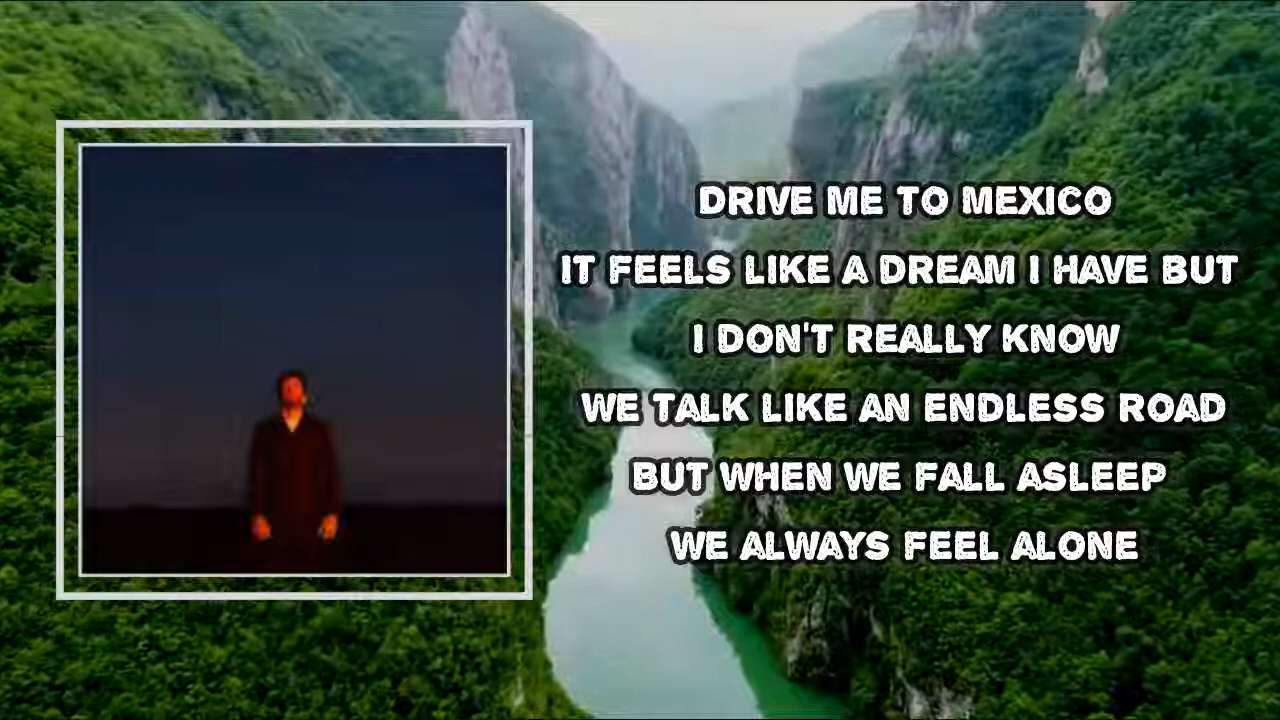 DRIVE ME TO MEXICO
IT FEELS LIKE A DREAM I HAVE BUT
I DON'T REALLY KNOW
WE TALK LIKE AN ENDLESS ROAD
BUT WHEN WE FALL ASLEEP
WE ALWAYS FEEL ALONE